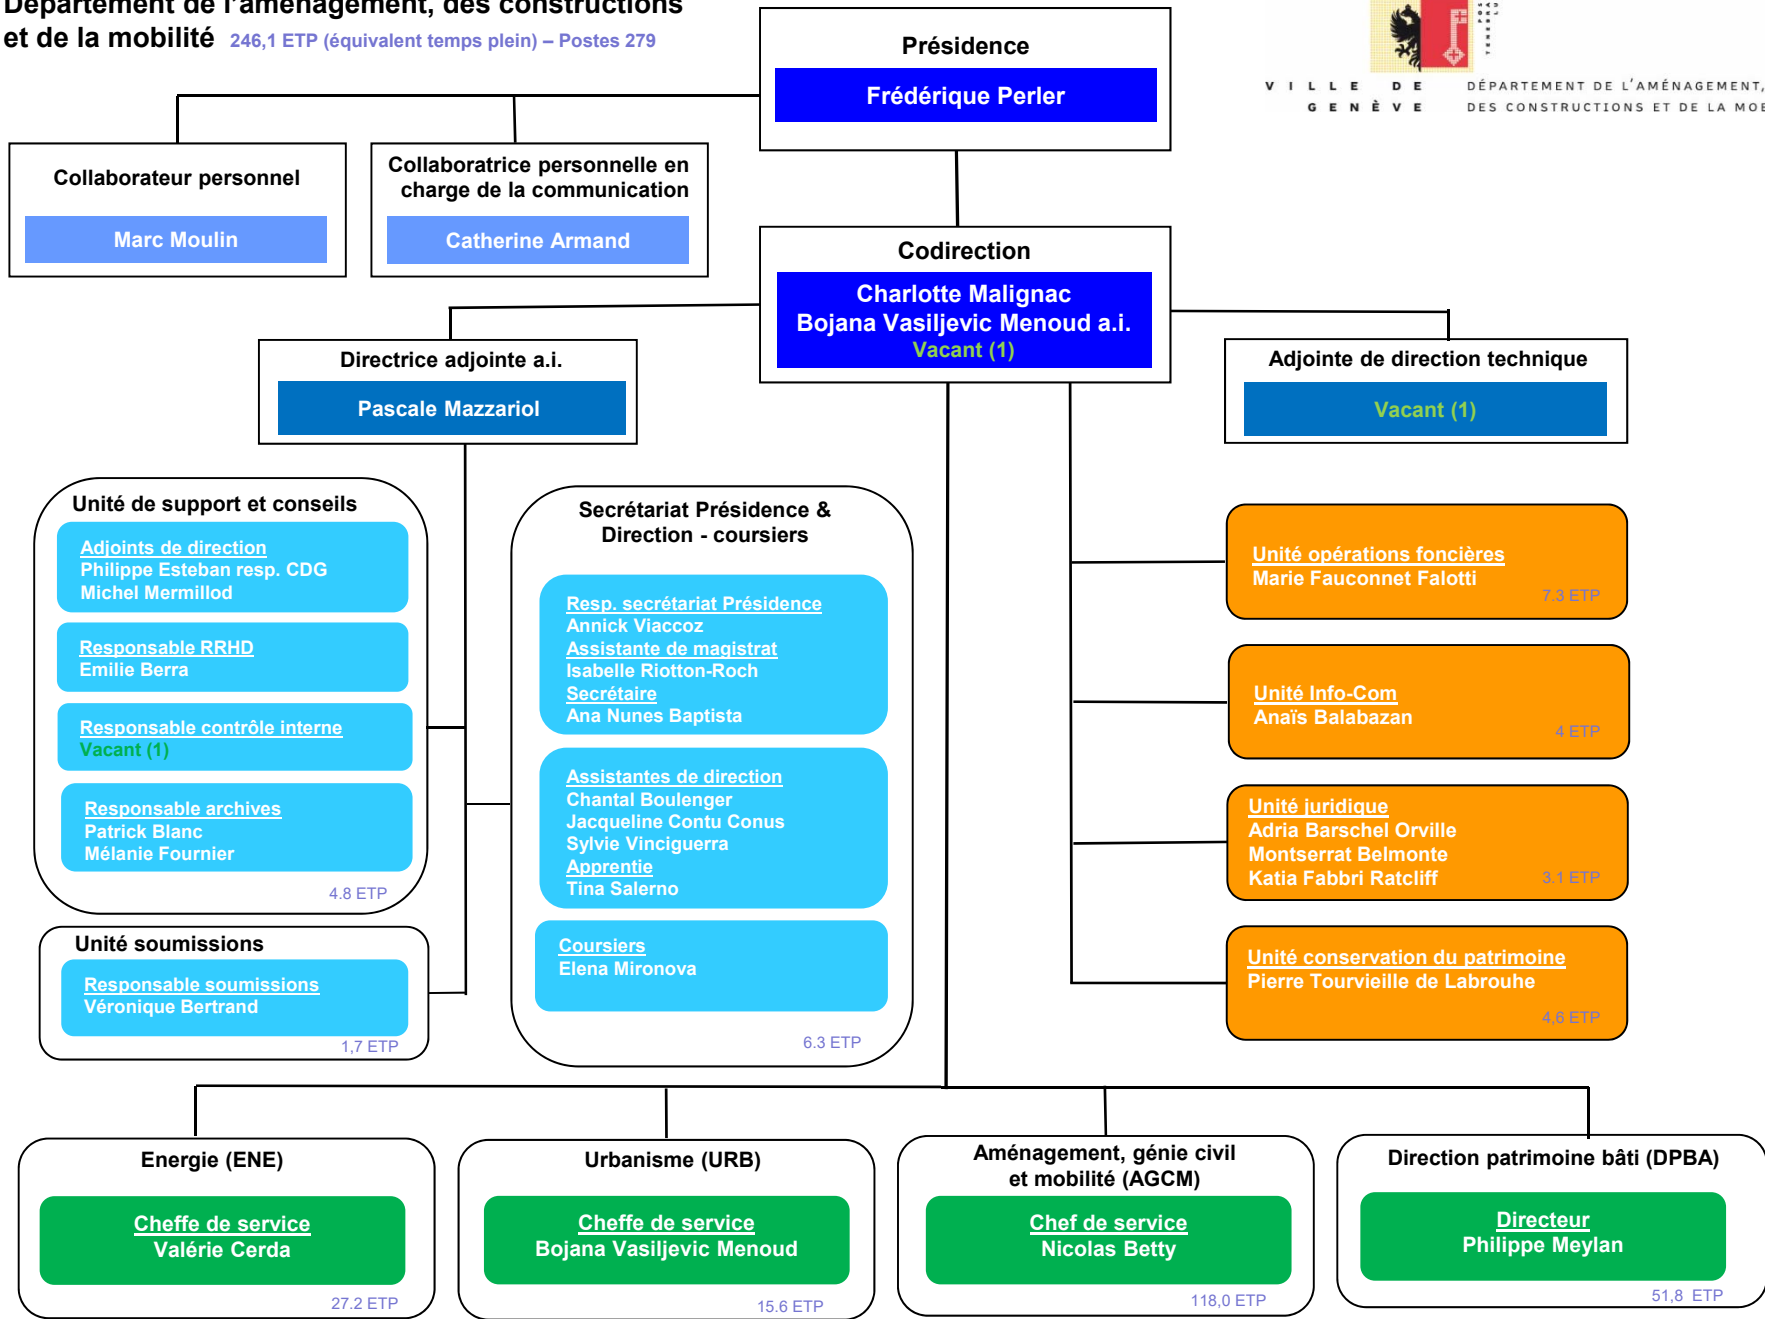 Département de l'aménagement, des constructions
et de la mobilité 246,1 ETP (équivalent temps plein) – Postes 279
VILLE DE
GENÈVE
DÉPARTEMENT DE L'AMÉNAGEMENT,
DES CONSTRUCTIONS ET DE LA
Présidence
Frédérique Perler
Collaborateur personnel
Marc Moulin
Collaboratrice personnelle en
charge de la communication
Catherine Armand
Codirection
Charlotte Malignac
Bojana Vasiljevic Menoud a.i.
Vacant (1)
Directrice adjointe a.i.
Pascale Mazzariol
Adjointe de direction technique
Vacant (1)
Unité de support et conseils
Adjoints de direction
Philippe Esteban resp. CDG
Michel Mermillod
Responsable RRHD
Emilie Berra
Responsable contrôle interne
Vacant (1)
Responsable archives
Patrick Blanc
Mélanie Fournier
4.8 ETP
Unité soumissions
Responsable soumissions
Véronique Bertrand
1,7 ETP
Secrétariat Présidence &
Direction - coursiers
Resp. secrétariat Présidence
Annick Viaccoz
Assistante de magistrat
Isabelle Riotton-Roch
Secrétaire
Ana Nunes Baptista
Assistantes de direction
Chantal Boulenger
Jacqueline Contu Conus
Sylvie Vinciguerra
Apprentie
Tina Salerno
Coursiers
Elena Mironova
6.3 ETP
Unité opérations foncières
Marie Fauconnet Falotti
7.3 ETP
Unité Info-Com
Anaïs Balabazan
4 ETP
Unité juridique
Adria Barschel Orville
Montserrat Belmonte
Katia Fabbri Ratcliff
3.1 ETP
Unité conservation du patrimoine
Pierre Tourvieille de Labrouhe
4,6 ETP
Energie (ENE)
Cheffe de service
Valérie Cerda
27.2 ETP
Urbanisme (URB)
Cheffe de service
Bojana Vasiljevic Menoud
15.6 ETP
Aménagement, génie civil
et mobilité (AGCM)
Chef de service
Nicolas Betty
118,0 ETP
Direction patrimoine bâti (DPBA)
Directeur
Philippe Meylan
51,8 ETP